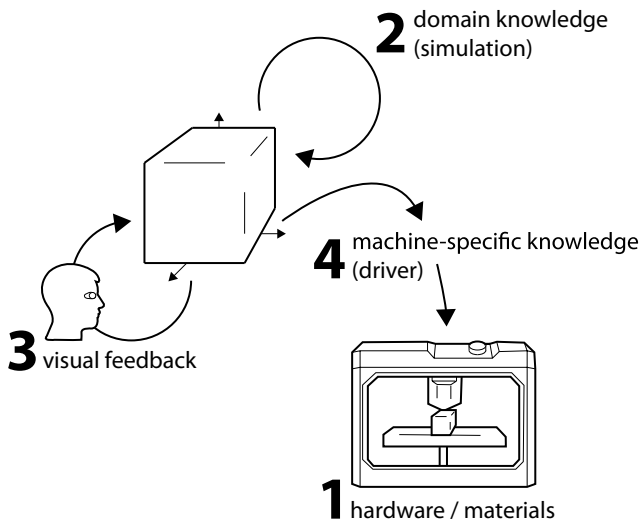 2 domain knowledge
(simulation)
4 machine-specific knowledge
(driver)
3 visual feedback
1 hardware / materials